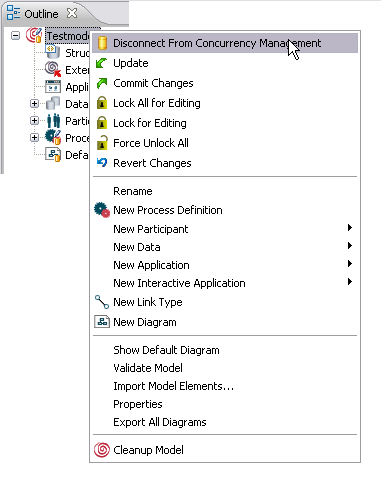 Outline
Testmode
Disconnect From Concurrency Management
Struc
Update
Exter
Commit Changes
Applic
Lock All for Editing
Data
Lock for Editing
Partic
Force Unlock All
Proce
Revert Changes
Defau
Rename
New Process Definition
New Participant
New Data
New Application
New Interactive Application
New Link Type
New Diagram
Show Default Diagram
Validate Model
Import Model Elements...
Properties
Export All Diagrams
Cleanup Model